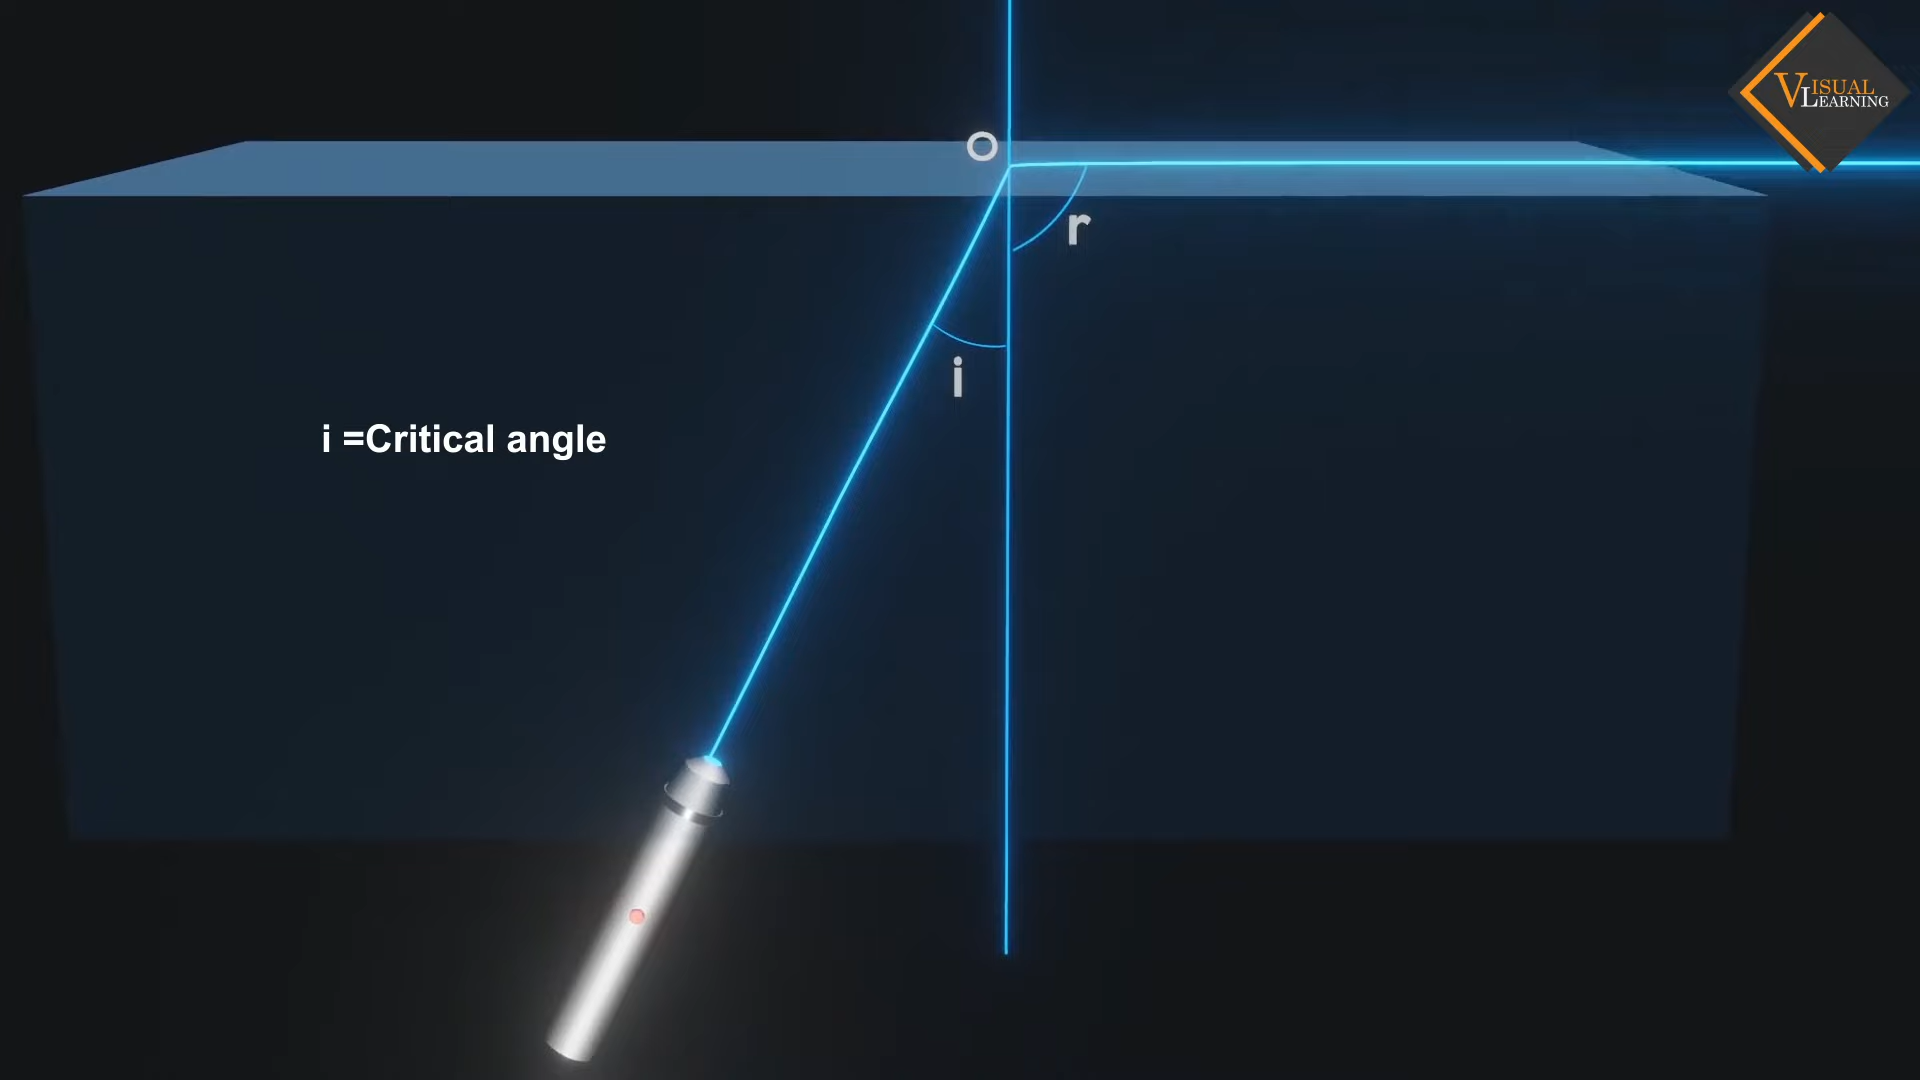 VISUAL
LEARNING
O
r
i
i =Critical angle